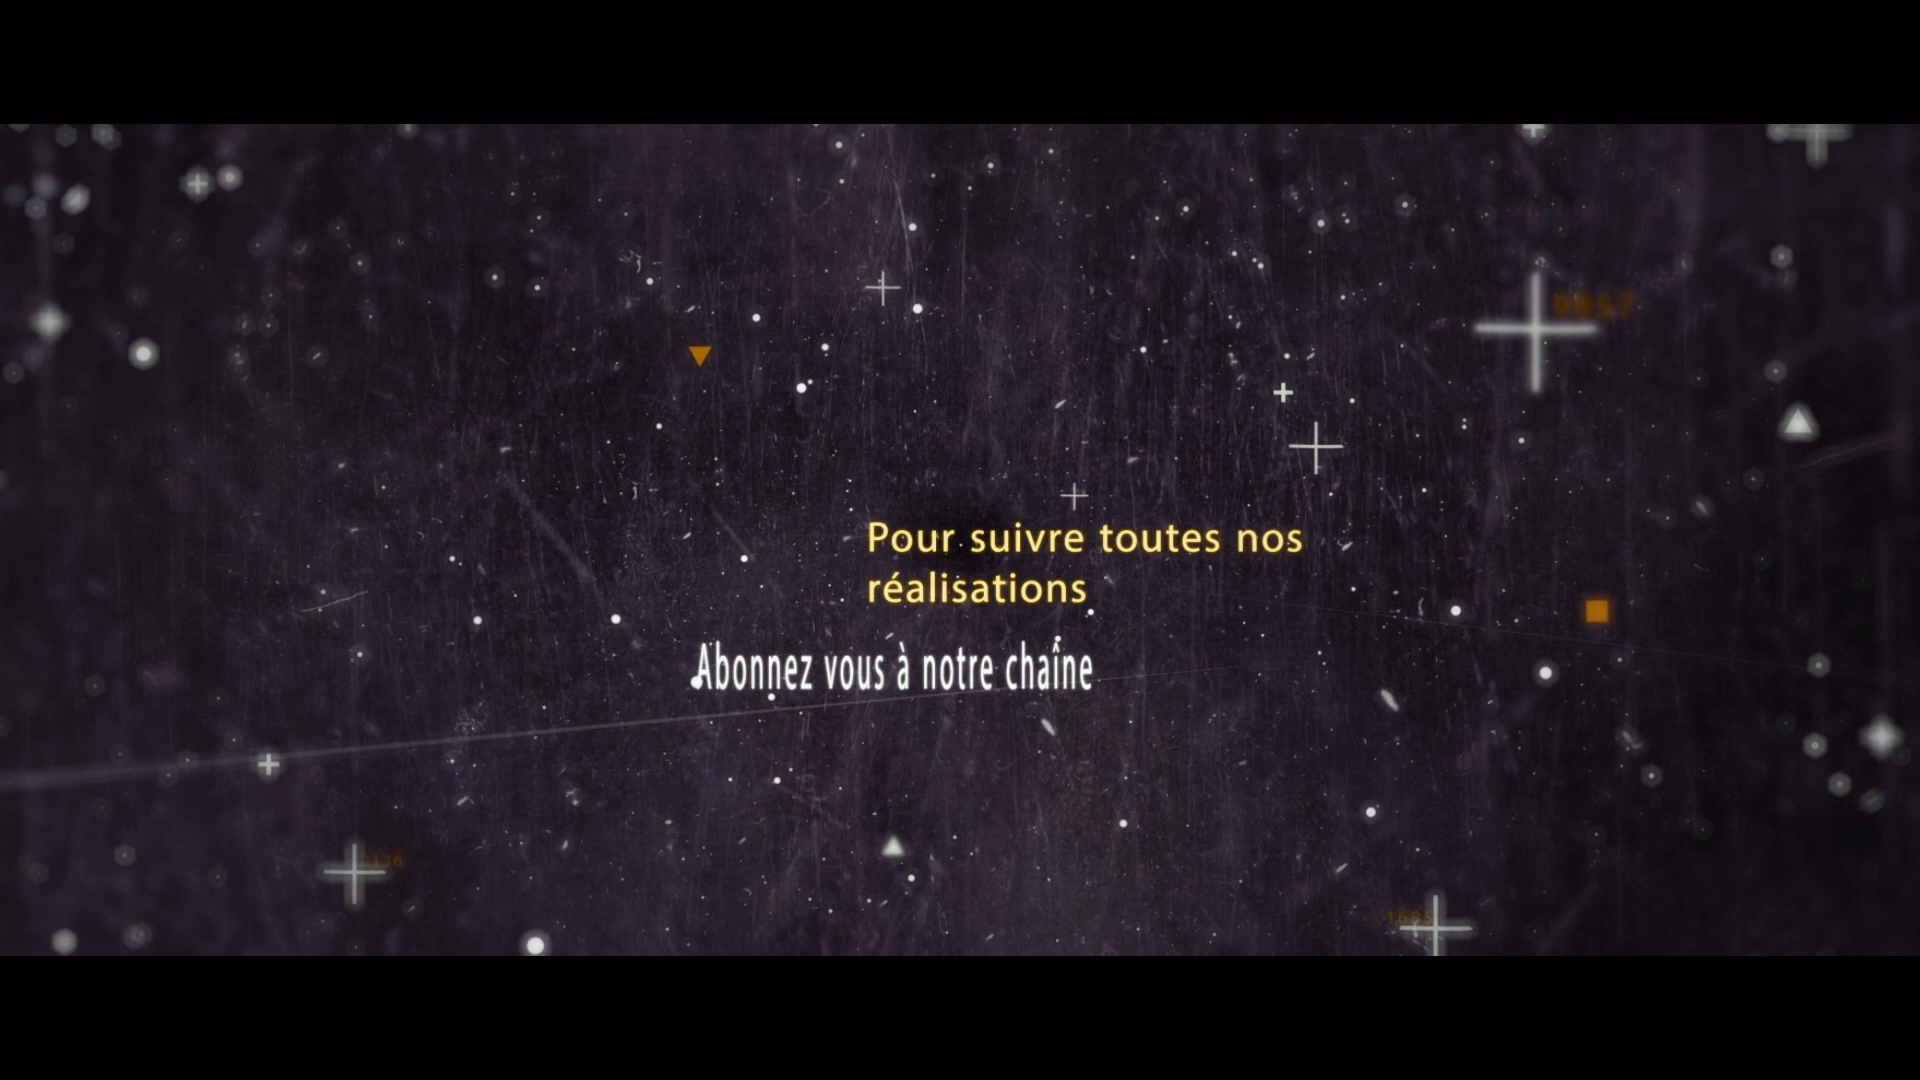 Pour suivre toutes nos
réalisations
Abonnez vous à notre chaîne